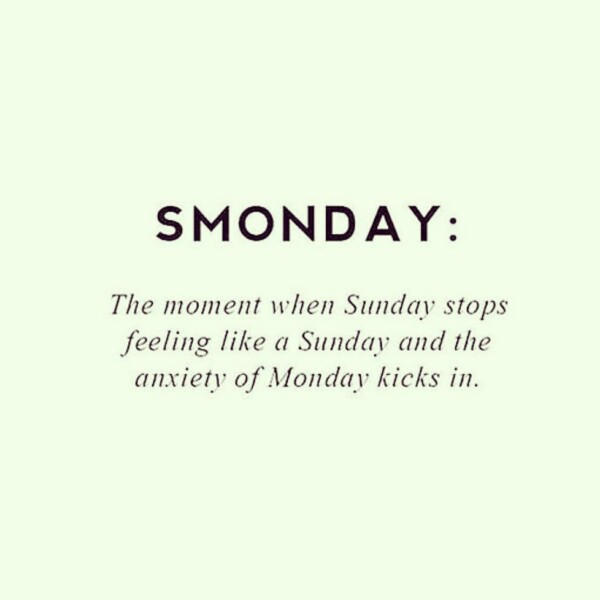 SMONDAY:
The moment when Sunday stops
feeling like a Sunday and the
anxiety of Monday kicks in.